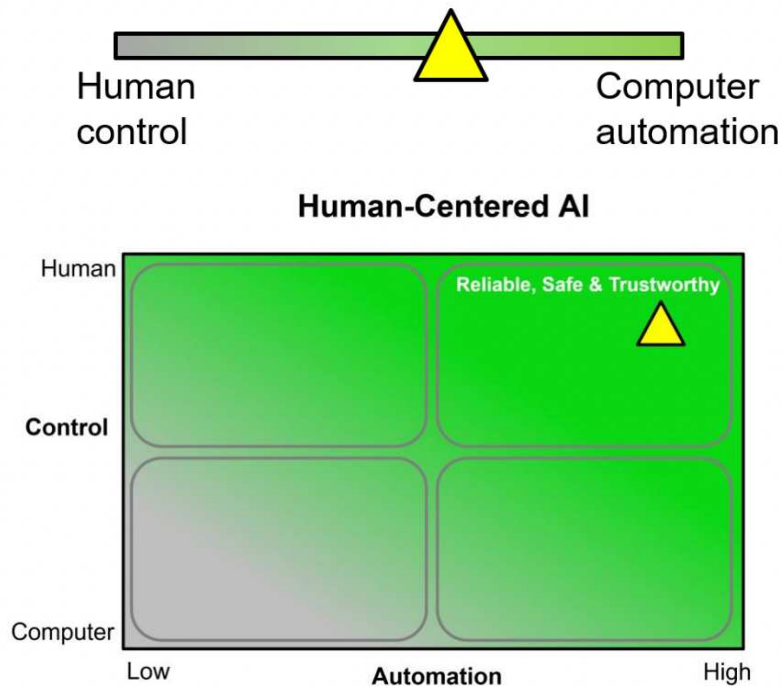 Human
control
Computer
automation
Human-Centered AI
Human
Reliable, Safe & Trustworthy
Control
Computer
Low
Automation
High